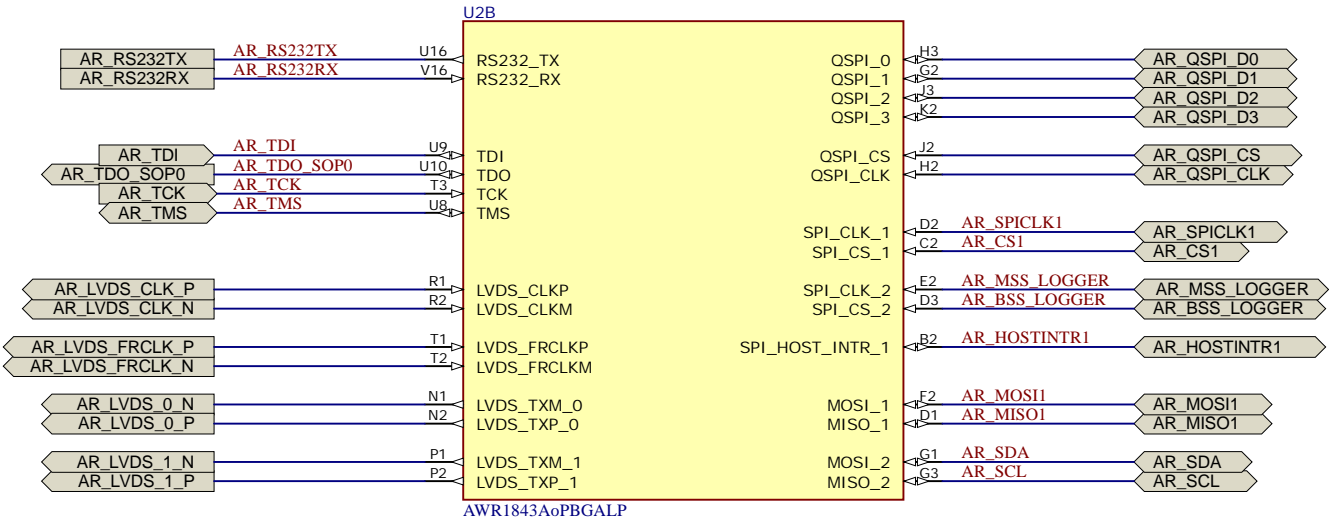 U2B
AR_RS232TX AR_RS232TX U16 RS232_TX QSPI_0 H3 AR_QSPI_D0
AR_RS232RX AR_RS232RX V16 RS232_RX QSPI_1 G2 AR_QSPI_D1
QSPI_2 J3 AR_QSPI_D2
QSPI_3 K2 AR_QSPI_D3
AR_TDI AR_TDI U9 TDI QSPI_CS J2 AR_QSPI_CS
AR_TDO_SOP0 AR_TDO_SOP0 U10 TDO QSPI_CLK H2 AR_QSPI_CLK
AR_TCK AR_TCK T3 TCK
AR_TMS AR_TMS U8 TMS
SPI_CLK_1 D2 AR_SPICLK1 AR_SPICLK1
SPI_CS_1 C2 AR_CS1 AR_CS1
AR_LVDS_CLK_P R1 LVDS_CLKP SPI_CLK_2 E2 AR_MSS_LOGGER AR_MSS_LOGGER
AR_LVDS_CLK_N R2 LVDS_CLKM SPI_CS_2 D3 AR_BSS_LOGGER AR_BSS_LOGGER
AR_LVDS_FRCLK_P T1 LVDS_FRCLKP SPI_HOST_INTR_1 B2 AR_HOSTINTR1 AR_HOSTINTR1
AR_LVDS_FRCLK_N T2 LVDS_FRCLKM
AR_LVDS_0_N N1 LVDS_TXM_0 MOSI_1 F2 AR_MOSI1 AR_MOSI1
AR_LVDS_0_P N2 LVDS_TXP_0 MISO_1 D1 AR_MISO1 AR_MISO1
AR_LVDS_1_N P1 LVDS_TXM_1 MOSI_2 G1 AR_SDA AR_SDA
AR_LVDS_1_P P2 LVDS_TXP_1 MISO_2 G3 AR_SCL AR_SCL
AWR1843AoPBGALP